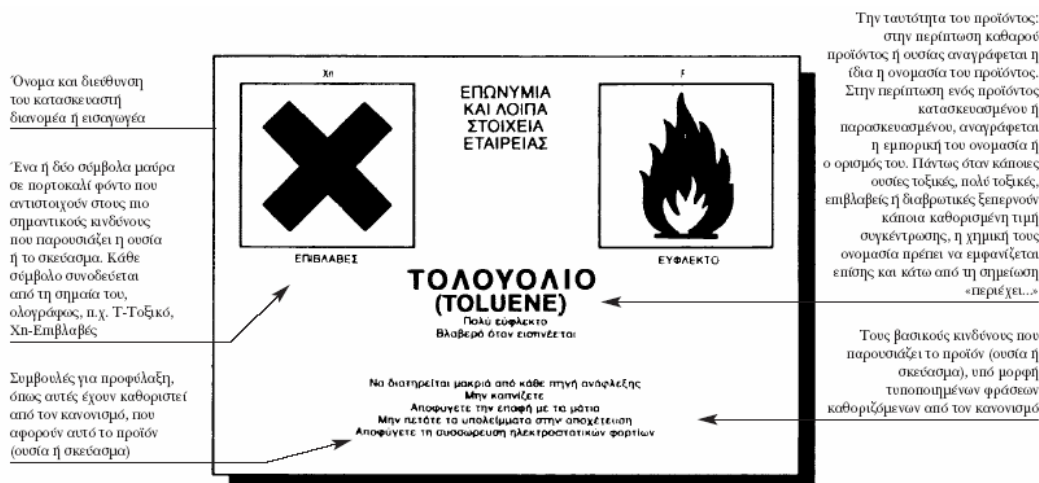 Όνομα και διεύθυνση
του κατασκευαστή
διανομέα ή εισαγωγέα
Ένα ή δύο σύμβολα μαύρα
σε πορτοκαλί φόντο που
αντιστοιχούν στους πιο
σημαντικούς κινδύνους
που παρουσιάζει η ουσία
ή το σκεύασμα. Κάθε
σύμβολο συνοδεύεται
από τη σημαία του,
ολογράφως, π.χ. Τ-Τοξικό,
Xn-Επιβλαβές
Συμβουλές για προφύλαξη,
όπως αυτές έχουν καθοριστεί
από τον κανονισμό, που
αφορούν αυτό το προϊόν
(ουσία ή σκεύασμα)
Xn
ΕΠΙΒΛΑΒΕΣ
ΕΠΩΝΥΜΙΑ
ΚΑΙ ΛΟΙΠΑ
ΣΤΟΙΧΕΙΑ
ΕΤΑΙΡΕΙΑΣ
F
ΕΥΦΛΕΚΤΟ
ΤΟΛΟΥΟΛΙΟ
(TOLUENE)
Πολύ εύφλεκτο
Βλαβερό όταν εισπνέεται
Να διατηρείται μακριά από κάθε πηγή ανάφλεξης
Μην καπνίζετε
Αποφύγετε την επαφή με τα μάτια
Μην πετάτε τα υπολείμματα στην αποχέτευση
Αποφύγετε τη συσσώρευση ηλεκτροστατικών φορτίων
Την ταυτότητα του προϊόντος:
στην περίπτωση καθαρού
προϊόντος ή ουσίας αναγράφεται η
ίδια η ονομασία του προϊόντος.
Στην περίπτωση ενός προϊόντος
κατασκευασμένου ή
παρασκευασμένου, αναγράφεται
η εμπορική του ονομασία ή
ο ορισμός του. Πάντως όταν κάποιες
ουσίες τοξικές, πολύ τοξικές,
επιβλαβείς ή διαβρωτικές ξεπερνούν
κάποια καθορισμένη τιμή
συγκέντρωσης, η χημική τους
ονομασία πρέπει να εμφανίζεται
επίσης και κάτω από τη σημείωση
«περιέχει...»
Τους βασικούς κινδύνους που
παρουσιάζει το προϊόν (ουσία ή
σκεύασμα), υπό μορφή
τυποποιημένων φράσεων
καθοριζόμενων από τον κανονισμό